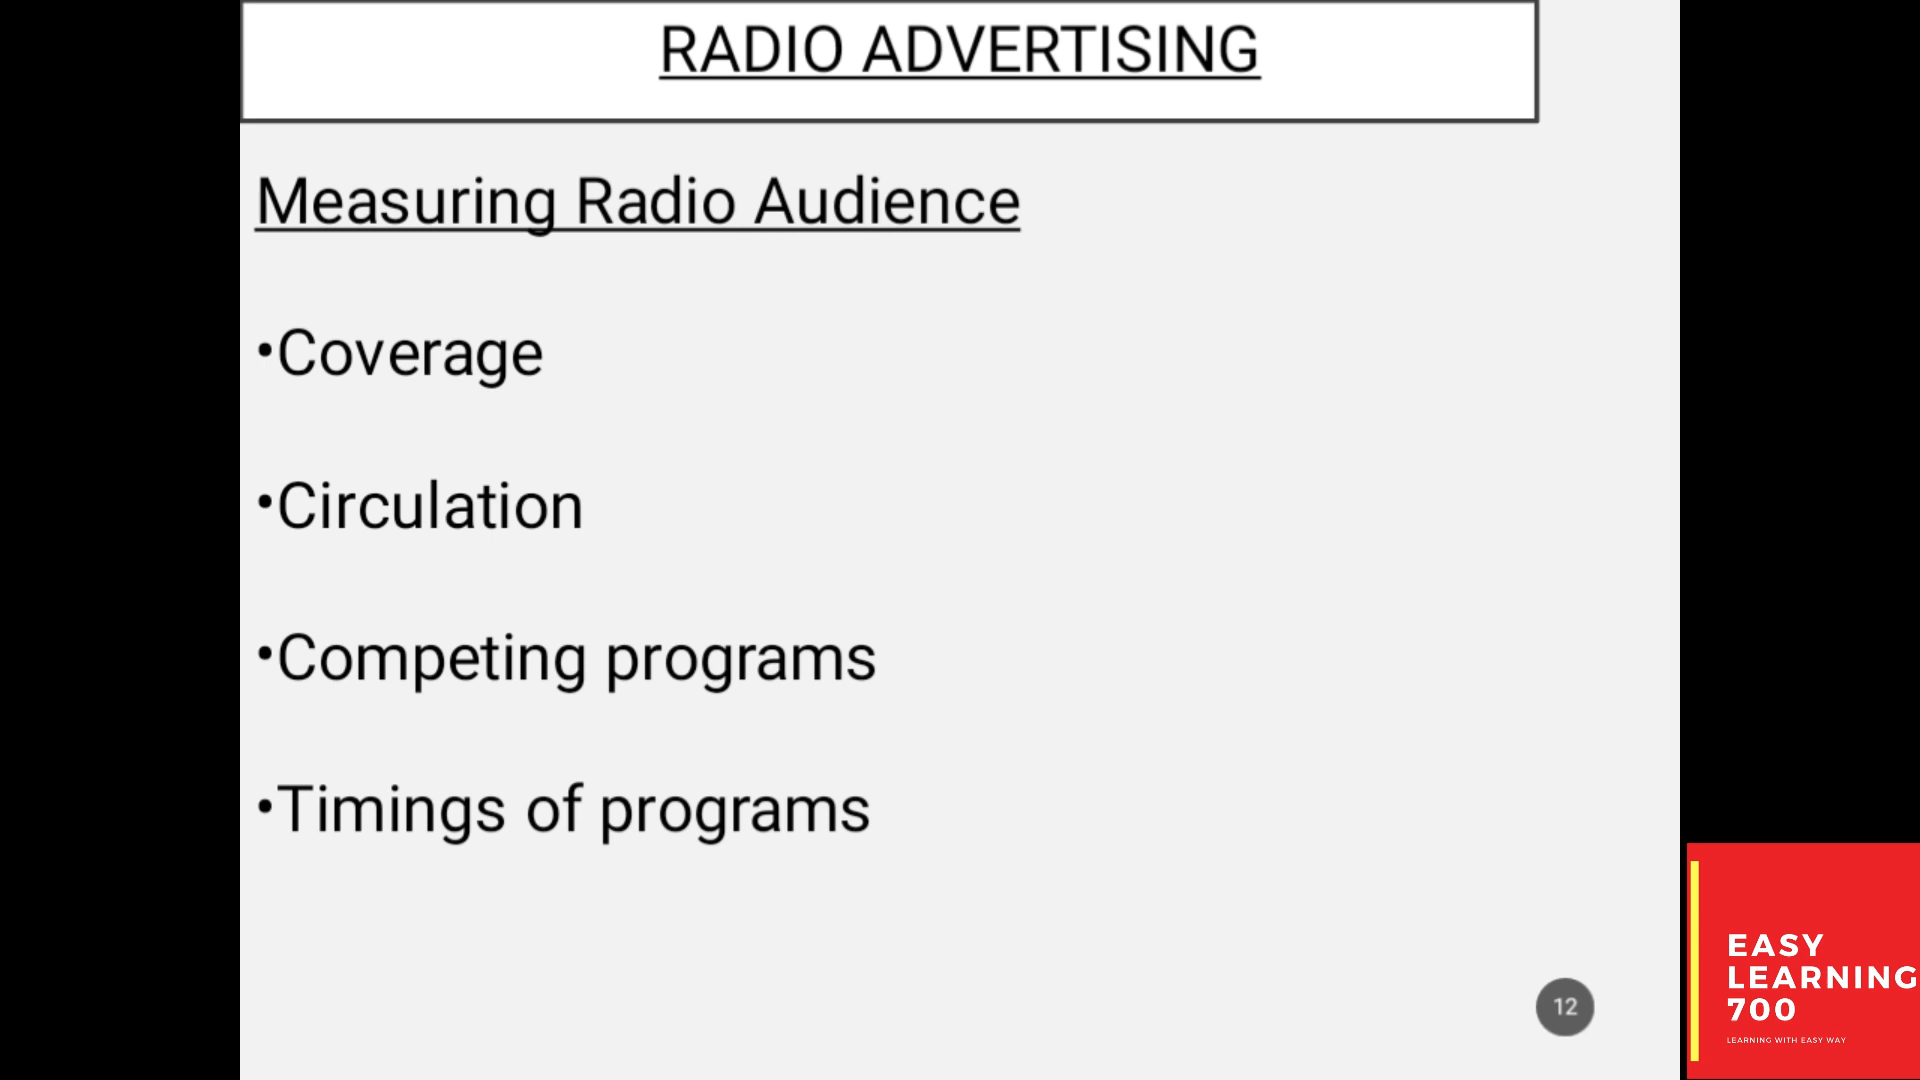 RADIO ADVERTISING
Measuring Radio Audience
•Coverage
•Circulation
•Competing programs
•Timings of programs
12
EASY
LEARNING
700
LEARNING WITH EASY WAY